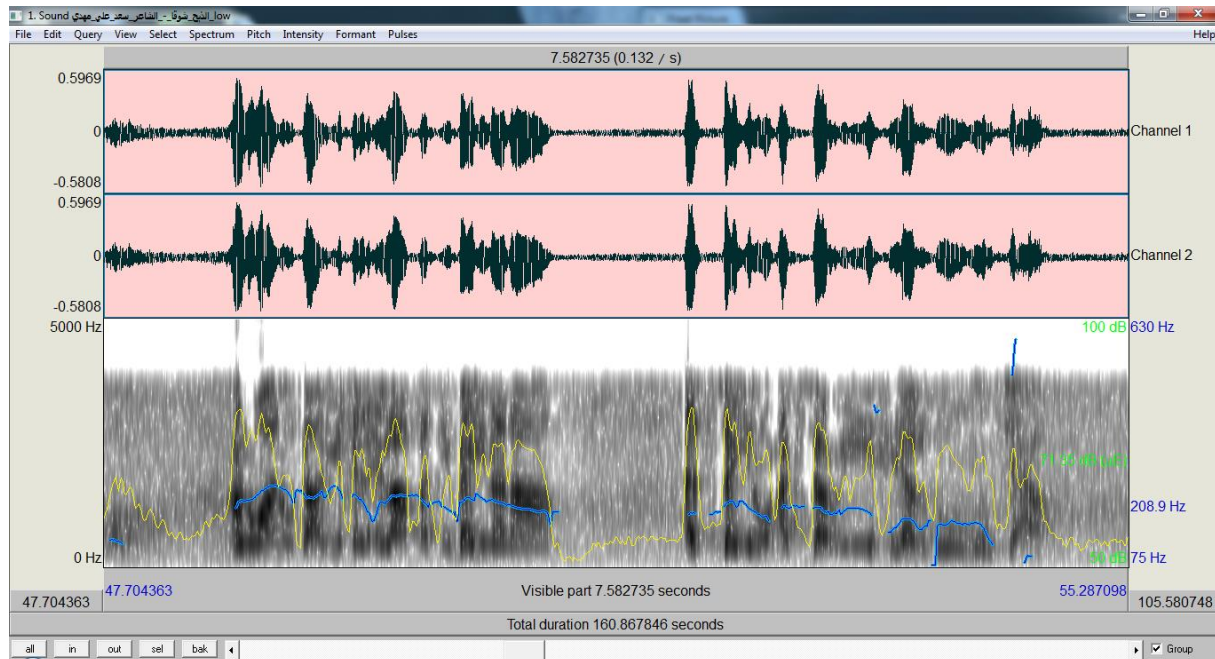 1. Sound الشيخ_شوقا_-_الشاعر_سعد_علي_مهدي_low
File Edit Query View Select Spectrum Pitch Intensity Formant Pulses Help
7.582735 (0.132 / s)
0.5969
0
-0.5808
Channel 1
0.5969
0
-0.5808
Channel 2
5000 Hz
100 dB
630 Hz
208.9 Hz
0 Hz
50 dB
75 Hz
47.704363
47.704363
Visible part 7.582735 seconds
55.287098
105.580748
Total duration 160.867846 seconds
all in out sel bak
Group